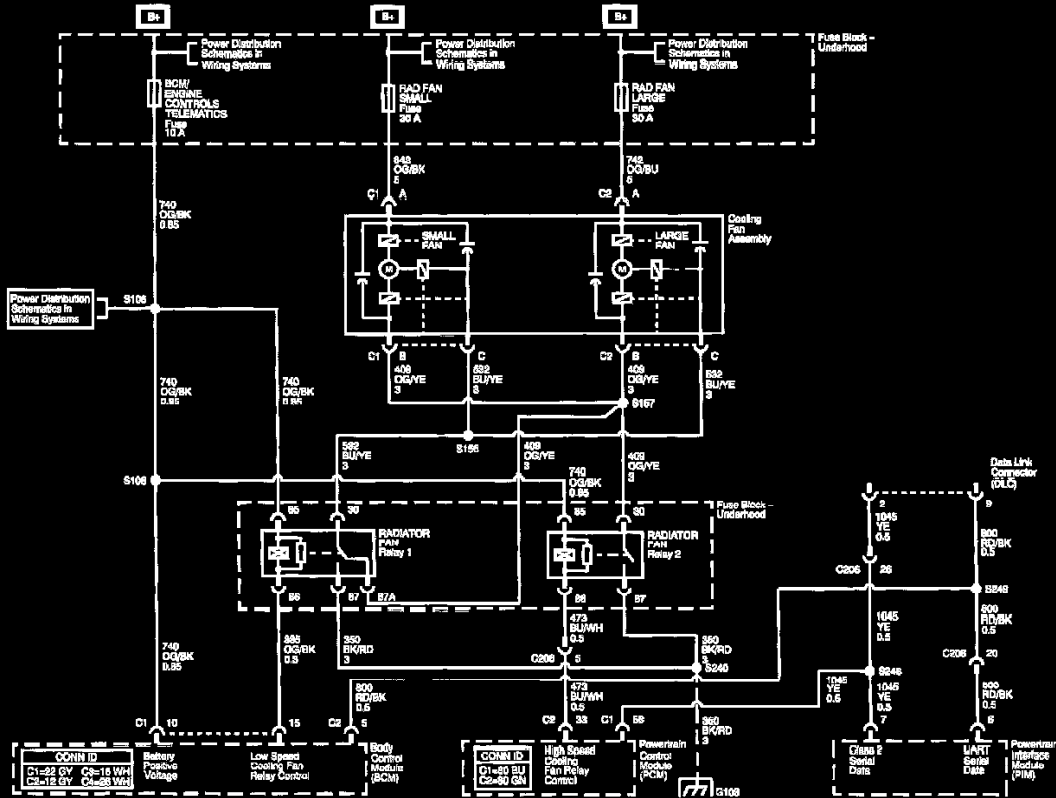 B+
B+
B+
Power Distribution
Schematics in
Wiring Systems
Power Distribution
Schematics in
Wiring Systems
Power Distribution
Schematics in
Wiring Systems
Fuse Block –
Underhood
BCM/
ENGINE
CONTROLS
TELEMATICS
Fuse
10 A
RAD FAN
SMALL
Fuse
30 A
RAD FAN
LARGE
Fuse
30 A
OG/BK
5
742
OG/BU
5
C1 A
C2 A
740
OG/BK
0.85
Cooling
Fan
Assembly
SMALL
FAN
LARGE
FAN
M
M
Power Distribution
Schematics in
Wiring Systems
S106
C1 B C
C2 B C
409
OG/YE
3
532
BU/YE
3
409
OG/YE
3
532
BU/YE
3
740
OG/BK
0.85
740
OG/BK
0.85
S157
S156
BU/YE
3
409
OG/YE
3
409
OG/YE
3
740
OG/BK
0.85
S106
Data Link
Connector
(DLC)
2 9
85 30
85 30
Fuse Block –
Underhood
RADIATOR
FAN
Relay 1
RADIATOR
FAN
Relay 2
1045
YE
0.5
800
RD/BK
0.5
C206 26
86 87 87A
86 87
473
BU/WH
0.5
C206 5
350
BK/RD
3
S240
1045
YE
0.5
800
RD/BK
0.5
C206 20
740
OG/BK
0.85
335
OG/BK
0.5
350
BK/RD
3
800
RD/BK
0.5
473
BU/WH
0.5
350
BK/RD
3
1045
YE
0.5
1045
YE
0.5
800
RD/BK
0.5
C1 10
15
C2 5
C2 33
C1 58
7
CONN ID
C1=22 GY C3=16 WH
C2=12 GY
Battery
Positive
Voltage
Low Speed
Cooling Fan
Relay Control
Body
Control
Module
(BCM)
CONN ID
C1=80 BU
C2=80 GN
High Speed
Cooling
Fan Relay
Control
Powertrain
Control
Module
(PCM)
G103
Class 2
Serial
Data
UART
Serial
Data
Powertrain
Interface
Module
(PIM)